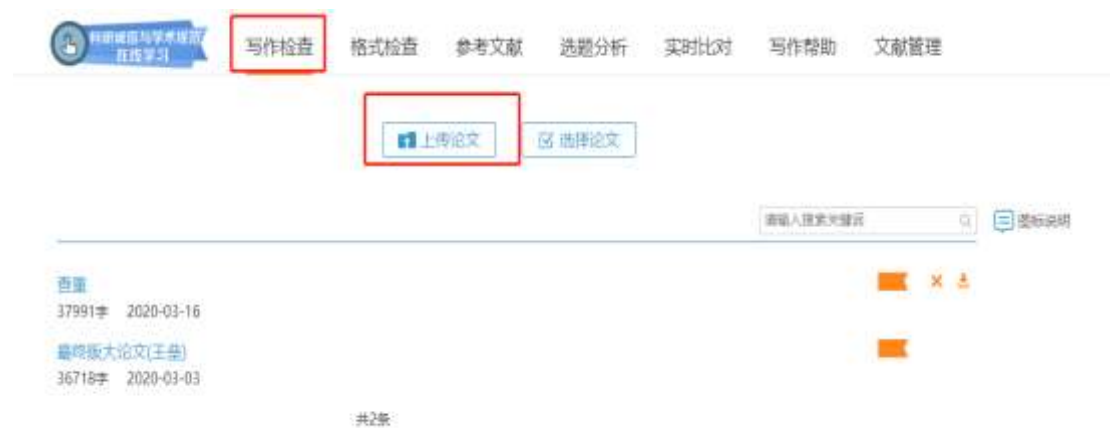 科研诚信与学术规范
在线学习
写作检查 格式检查 参考文献 选题分析 实时比对 写作帮助 文献管理
上传论文 选择论文
请输入搜索关键词 图标说明
查重
37991字 2020-03-16
最终版大论文(王垒)
36718字 2020-03-03
共2条